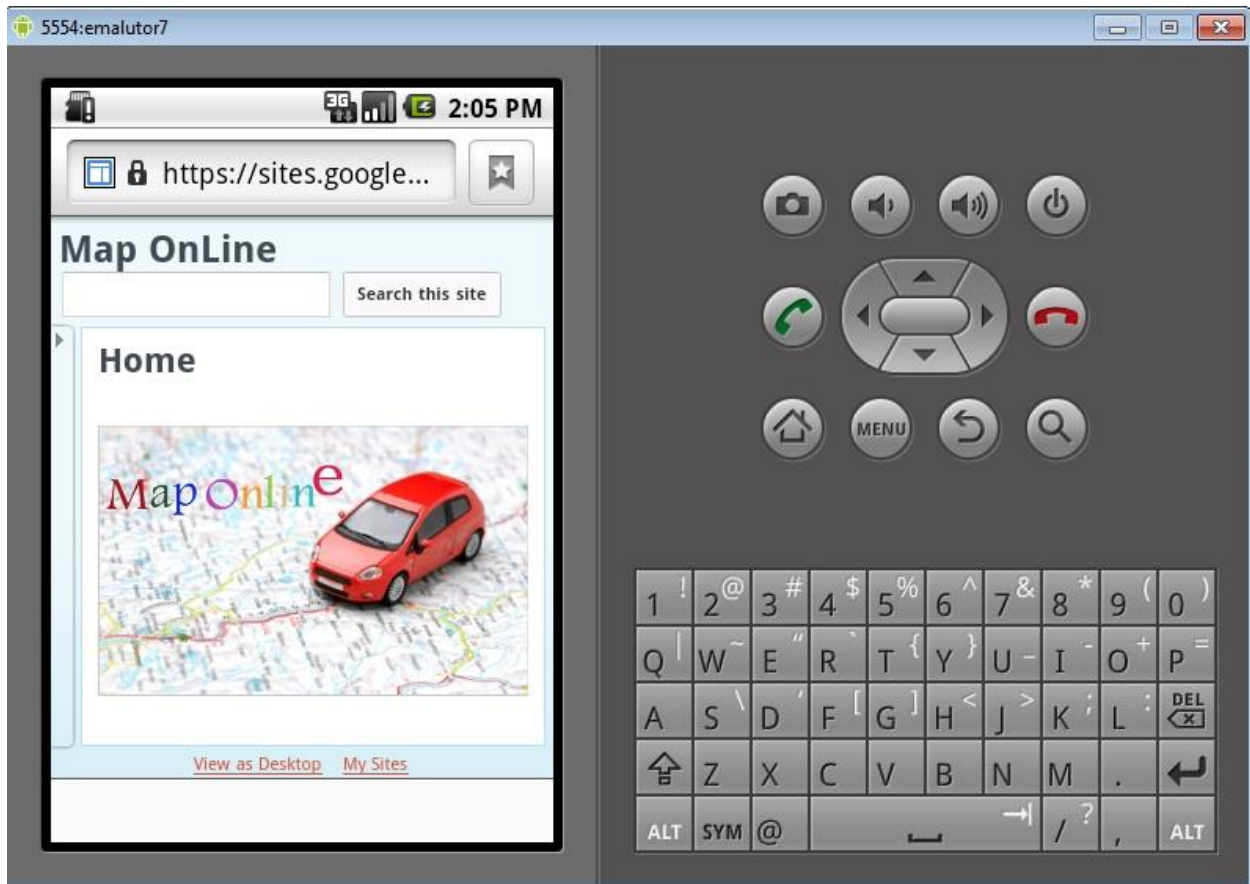 5554:emalutor7
3G 2:05 PM
https://sites.google...
Map OnLine
Search this site
Home
Map OnlinE
View as Desktop My Sites
MENU
1 ! 2 @ 3 # 4 $ 5 % 6 ^ 7 & 8 * 9 ( 0 )
Q | W ~ E " R ` T { Y } U _ I - O + P =
A S \ D ' F [ G ] H < J > K ; L : DEL
Z X C V B N M .
ALT SYM @ / ? , ALT